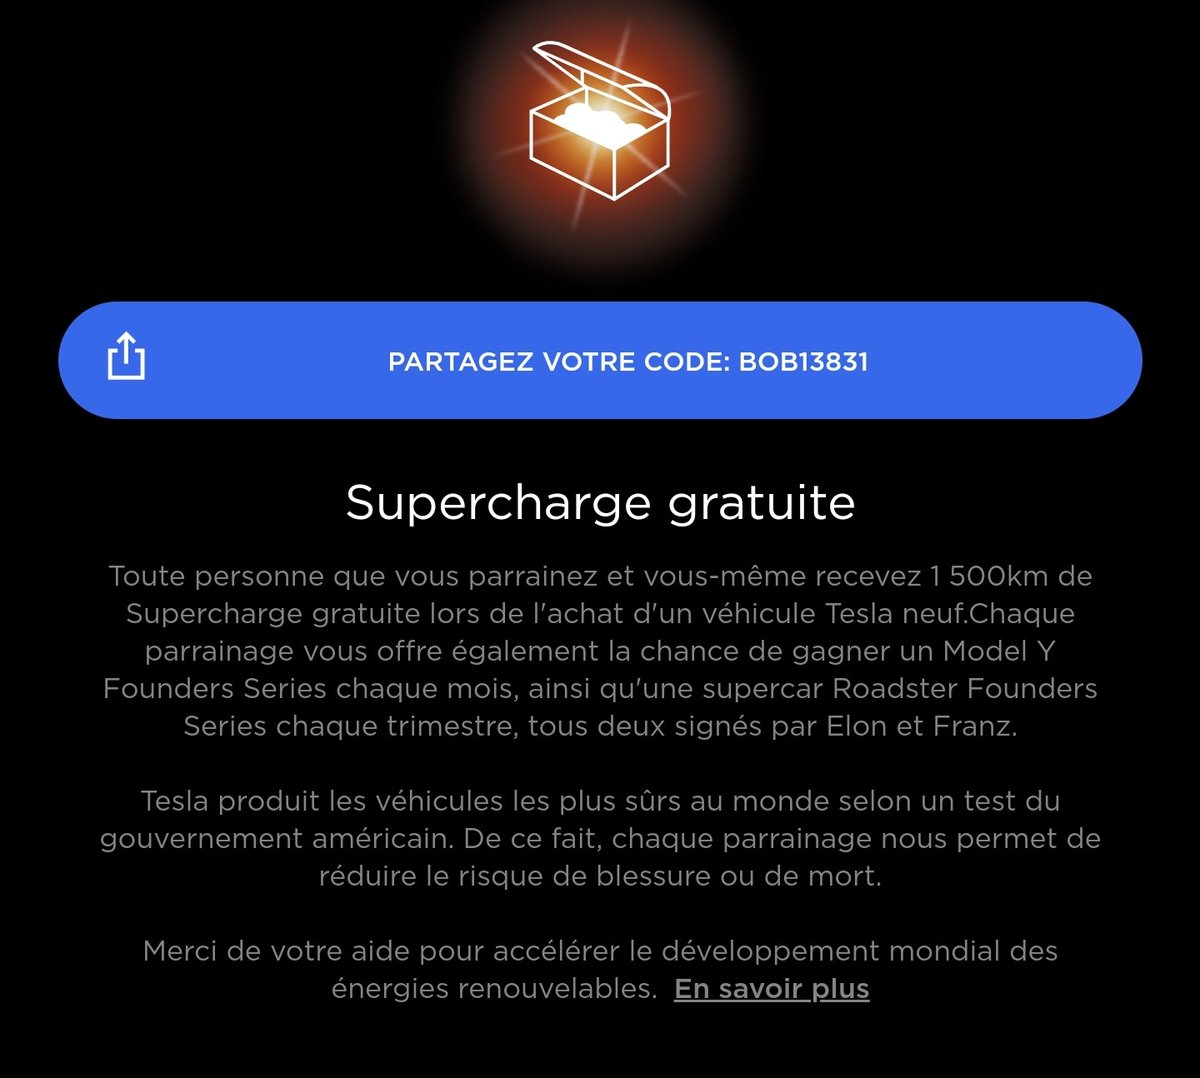 PARTAGEZ VOTRE CODE: BOB13831
Supercharge gratuite
Toute personne que vous parrainez et vous-même recevez 1 500km de
Supercharge gratuite lors de l'achat d'un véhicule Tesla neuf.Chaque
parrainage vous offre également la chance de gagner un Model Y
Founders Series chaque mois, ainsi qu'une supercar Roadster Founders
Series chaque trimestre, tous deux signés par Elon et Franz.
Tesla produit les véhicules les plus sûrs au monde selon un test du
gouvernement américain. De ce fait, chaque parrainage nous permet de
réduire le risque de blessure ou de mort.
Merci de votre aide pour accélérer le développement mondial des
énergies renouvelables. En savoir plus